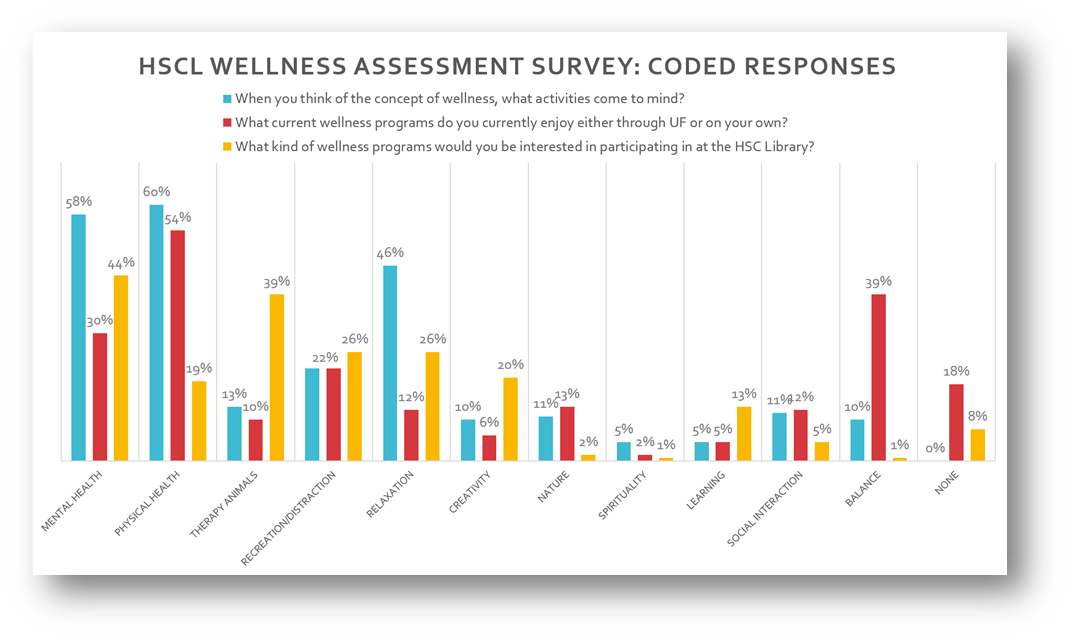 HSCL WELLNESS ASSESSMENT SURVEY: CODED RESPONSES
When you think of the concept of wellness, what activities come to mind?
What current wellness programs do you currently enjoy either through UF or on your own?
What kind of wellness programs would you be interested in participating in at the HSC Library?
58%
30%
44%
60%
54%
19%
13%
10%
39%
22%
26%
46%
12%
26%
10%
6%
20%
11%
13%
2%
5%
2%
1%
5%
5%
13%
11%
12%
5%
10%
39%
1%
0%
18%
8%
MENTAL HEALTH
PHYSICAL HEALTH
THERAPY ANIMALS
RECREATION/DISTRACTION
RELAXATION
CREATIVITY
NATURE
SPIRITUALITY
LEARNING
SOCIAL INTERACTION
BALANCE
NONE